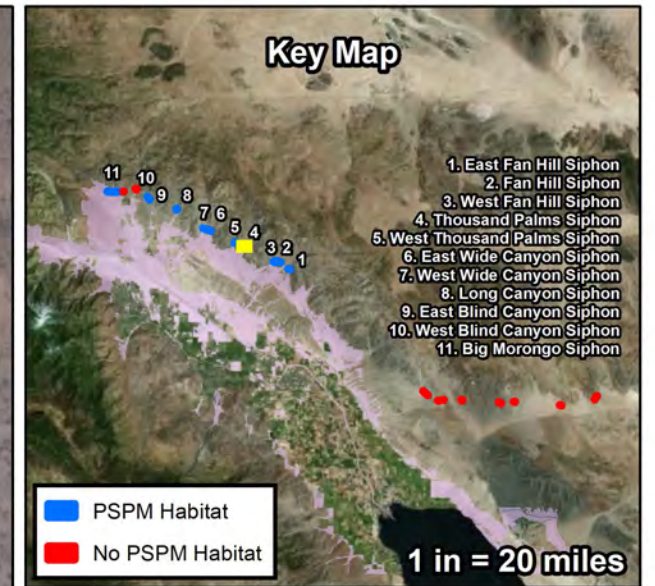 Key Map
1. East Fan Hill Siphon
2. Fan Hill Siphon
3. West Fan Hill Siphon
4. Thousand Palms Siphon
5. West Thousand Palms Siphon
6. East Wide Canyon Siphon
7. West Wide Canyon Siphon
8. Long Canyon Siphon
9. East Blind Canyon Siphon
10. West Blind Canyon Siphon
11. Big Morongo Siphon
11
10
9
8
7
6
5
4
3
2
1
PSPM Habitat
No PSPM Habitat
1 in = 20 miles